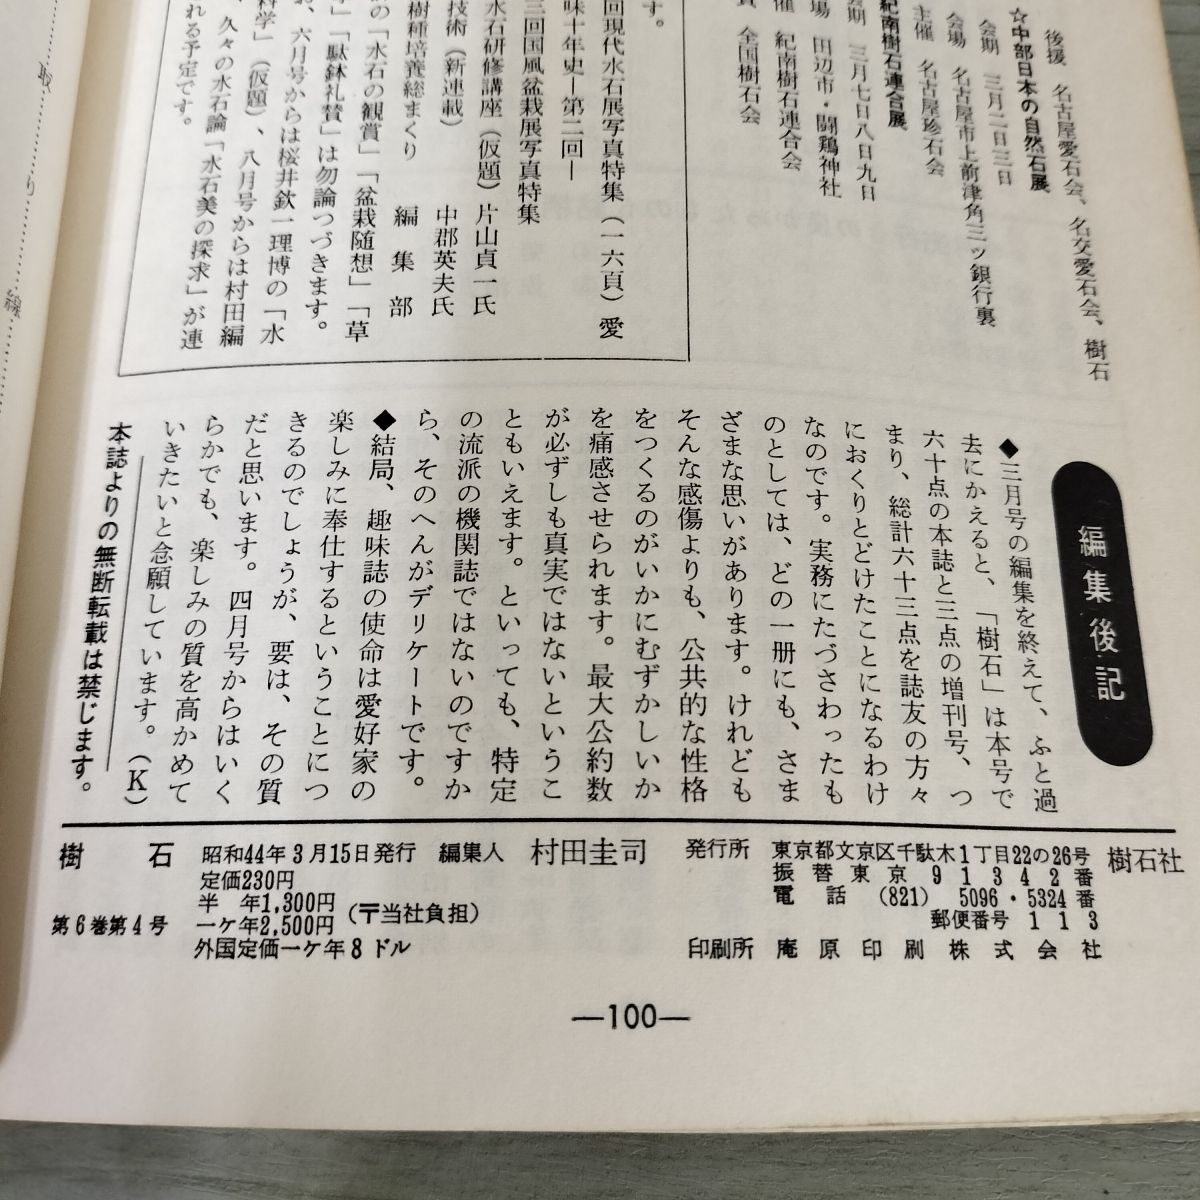 後援 名古屋愛石会、名交愛石会、樹石
☆中部日本の自然石展
会期 三月二日三日
会場 名古屋市上前津角三ッ銀行裏
主催 名古屋珍石会
紀南樹石連合展
会期 三月七日八日九日
場 田辺市・闘鶏神社
催 紀南樹石連合会
賛 全国樹石会
す。
回現代水石展写真特集(一六頁)愛
味十年史―第二回―
三回国風盆栽展写真特集
水石研修講座(仮題)片山貞一氏
技術(新連載) 中郡英夫氏
樹種培養総まくり 編集部
の「水石の観賞」「盆栽随想」「草
」「駄鉢礼賛」は勿論つづきます。
お、六月号からは桜井欽一理博の「水
科学」(仮題)、八月号からは村田編
、久々の水石論「水石美の探求」が連
れる予定です。
編集後記
◆三月号の編集を終えて、ふと過
去にかえると、「樹石」は本号で
六十点の本誌と三点の増刊号、つ
まり、総計六十三点を誌友の方々
におくりとどけたことになるわけ
なのです。実務にたづさわったも
のとしては、どの一冊にも、さま
ざまな思いがあります。けれども
そんな感傷よりも、公共的な性格
をつくるのがいかにむずかしいか
を痛感させられます。最大公約数
が必ずしも真実ではないというこ
ともいえます。といっても、特定
の流派の機関誌ではないのですか
ら、そのへんがデリケートです。
◆結局、趣味誌の使命は愛好家の
楽しみに奉仕するということにつ
きるのでしょうが、要は、その質
だと思います。四月号からはいく
らかでも、楽しみの質を高かめて
いきたいと念願しています。(K)
本誌よりの無断転載は禁じます。
樹石
第6巻第4号
昭和44年3月15日発行 編集人 村田圭司
定価230円
半 年1,300円
一ケ年2,500円
(〒当社負担)
外国定価一ケ年8ドル
発行所 東京都文京区千駄木1丁目22の26号 樹石社
振替東京 91342番
電話 (821) 5096・5324番
郵便番号 113
印刷所 庵原印刷株式会社
―100―